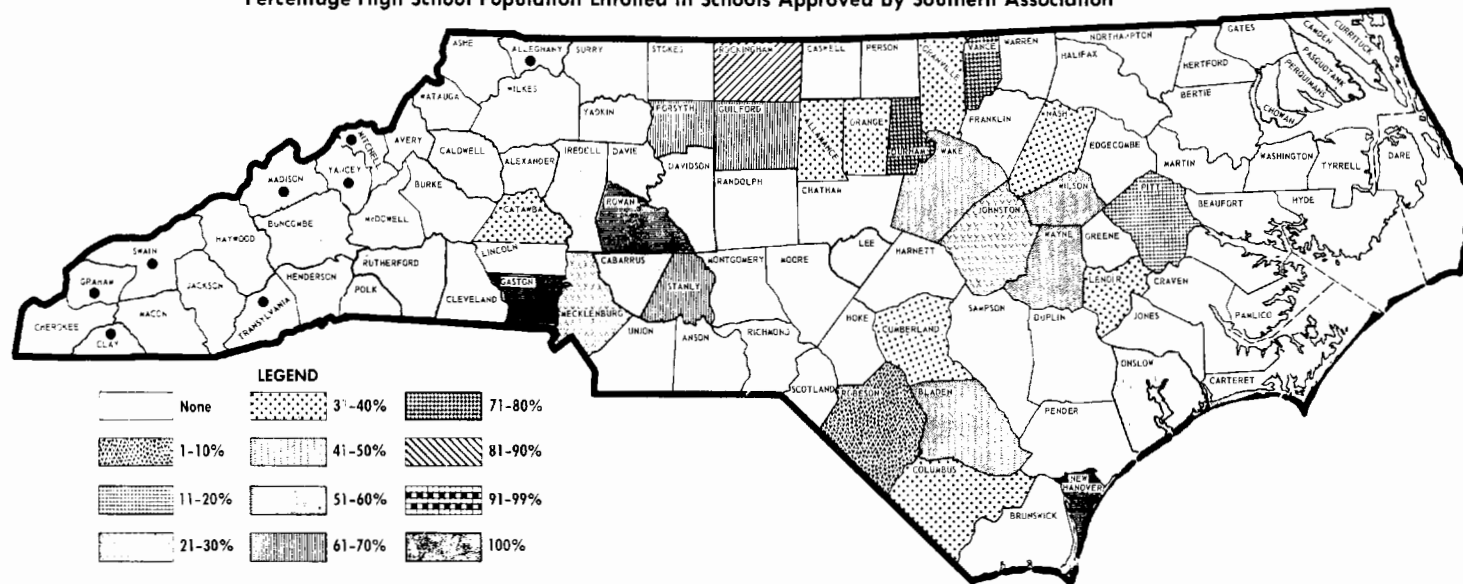 Percentage High School Population Enrolled in Schools Approved by Southern Association
ASHE
ALLEGHANY
SURRY
STOKES
ROCKINGHAM
CASWELL
PERSON
GRANVILLE
VANCE
WARREN
NORTHAMPTON
GATES
CAMDEN
CURRITUCK
PASQUOTANK
PERQUIMANS
HALIFAX
HERTFORD
CHOWAN
BERTIE
WATAUGA
WILKES
YADKIN
FORSYTH
GUILFORD
ALAMANCE
ORANGE
DURHAM
FRANKLIN
NASH
EDGECOMBE
MARTIN
WASHINGTON
TYRRELL
DARE
MITCHELL
AVERY
CALDWELL
ALEXANDER
IREDELL
DAVIE
DAVIDSON
RANDOLPH
CHATHAM
WAKE
WILSON
PITT
BEAUFORT
HYDE
MADISON
YANCEY
BURKE
McDOWELL
BUNCOMBE
HAYWOOD
CATAWBA
ROWAN
JOHNSTON
WAYNE
GREENE
SWAIN
GRAHAM
JACKSON
HENDERSON
RUTHERFORD
POLK
LINCOLN
CABARRUS
MONTGOMERY
MOORE
LEE
HARNETT
LENOIR
CRAVEN
CHEROKEE
MACON
CLAY
TRANSYLVANIA
CLEVELAND
GASTON
MECKLENBURG
STANLY
UNION
ANSON
RICHMOND
HOKE
CUMBERLAND
SAMPSON
DUPLIN
JONES
PAMLICO
SCOTLAND
ROBESON
BLADEN
PENDER
ONSLOW
CARTERET
COLUMBUS
BRUNSWICK
NEW
HANOVER
LEGEND
None
1-10%
11-20%
21-30%
3-40%
41-50%
51-60%
61-70%
71-80%
81-90%
91-99%
100%